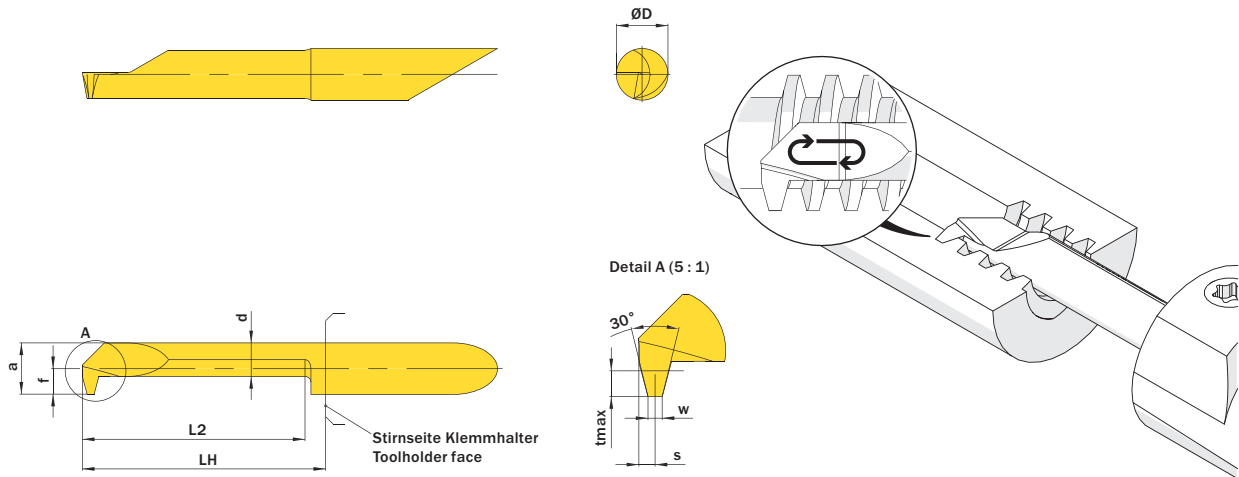 ØD
Detail A (5 : 1)
30°
A
d
a
f
tmax
w
s
L2
LH
Stirnseite Klemmhalter
Toolholder face